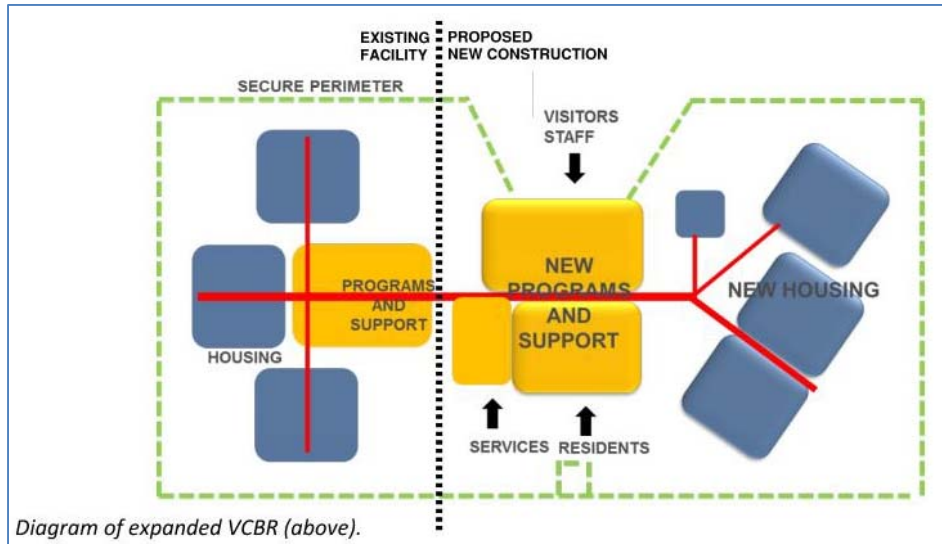 EXISTING
FACILITY
PROPOSED
NEW CONSTRUCTION
SECURE PERIMETER
VISITORS
STAFF
PROGRAMS
AND
SUPPORT
HOUSING
NEW
PROGRAMS
AND
SUPPORT
NEW HOUSING
SERVICES
RESIDENTS
Diagram of expanded VCBR (above).